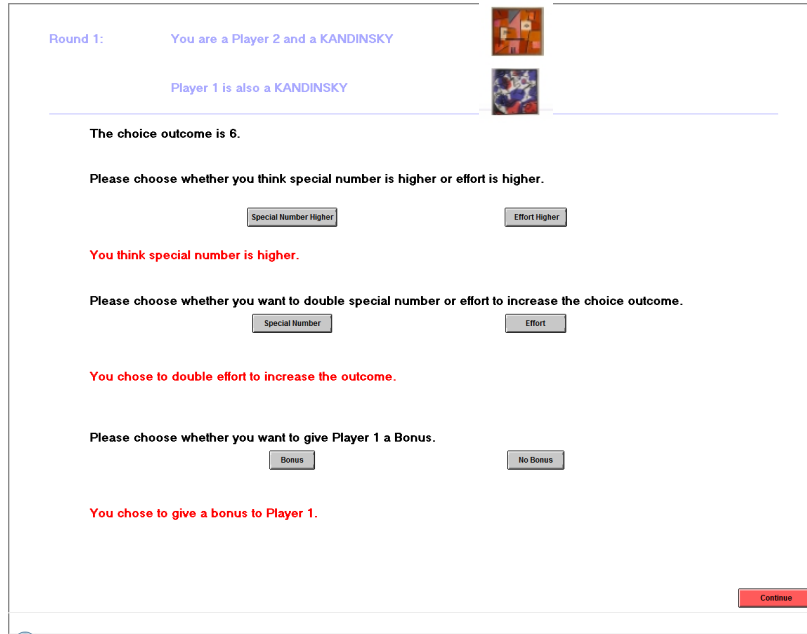 Round 1: You are a Player 2 and a KANDINSKY
Player 1 is also a KANDINSKY
The choice outcome is 6.
Please choose whether you think special number is higher or effort is higher.
Special Number Higher Effort Higher
You think special number is higher.
Please choose whether you want to double special number or effort to increase the choice outcome.
Special Number Effort
You chose to double effort to increase the outcome.
Please choose whether you want to give Player 1 a Bonus.
Bonus No Bonus
You chose to give a bonus to Player 1.
Continue